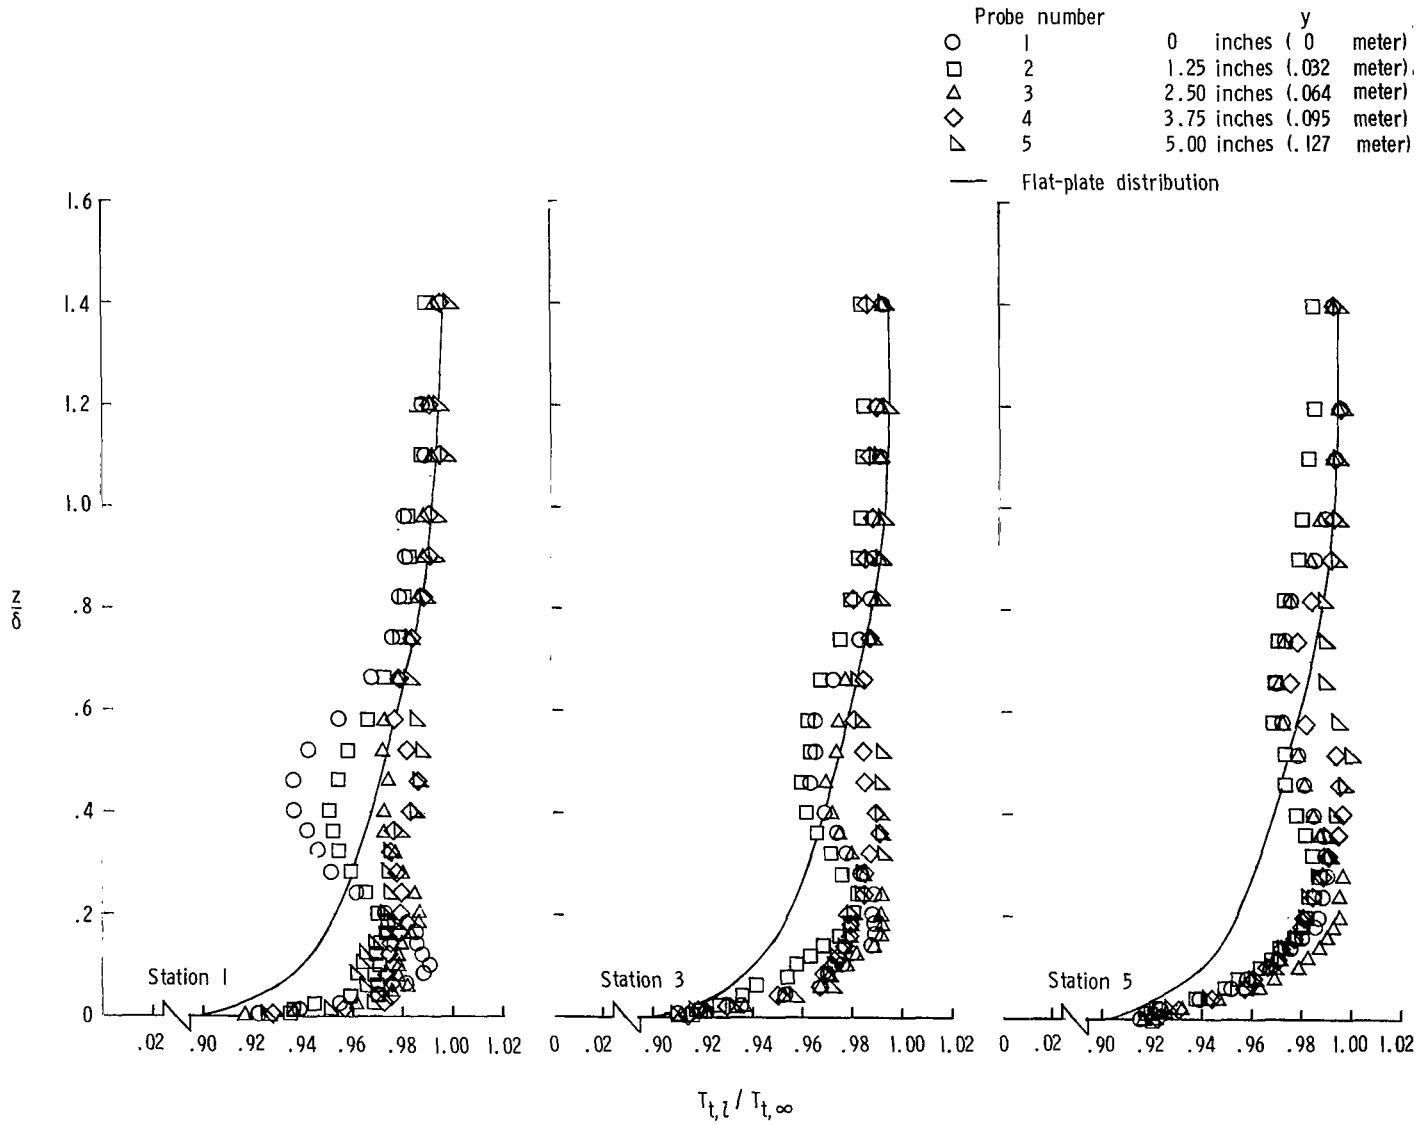 Probe number y
1 0 inches ( 0 meter)
2 1.25 inches (.032 meter)
3 2.50 inches (.064 meter)
4 3.75 inches (.095 meter)
5 5.00 inches (.127 meter)
Flat-plate distribution
1.6
1.4
1.2
1.0
.8
.6
.4
.2
0
z/δ
Station 1
Station 3
Station 5
.02 .90 .92 .94 .96 .98 1.00 1.02
0 .02 .90 .92 .94 .96 .98 1.00 1.02
0 .02 .90 .92 .94 .96 .98 1.00 1.02
T_{t,l} / T_{t,∞}